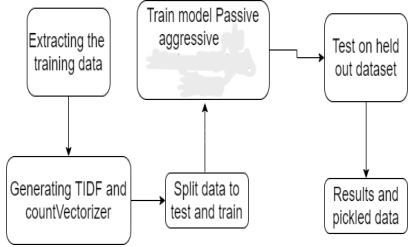 Extracting the
training data
Generating TIDF and
countVectorizer
Split data to
test and train
Train model Passive
aggressive
Test on held
out dataset
Results and
pickled data